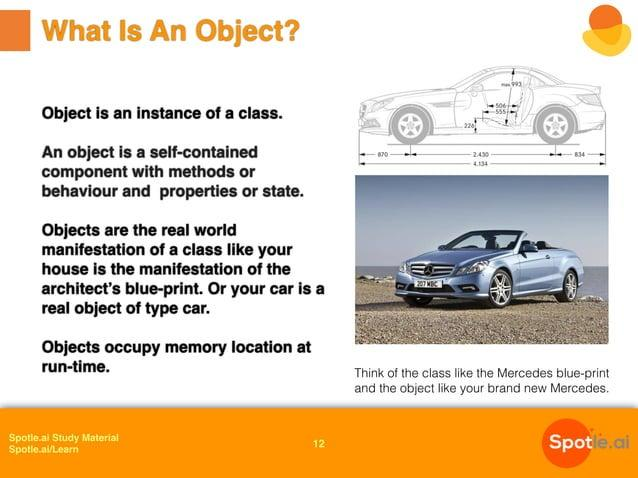 What Is An Object?
Object is an instance of a class.
An object is a self-contained
component with methods or
behaviour and properties or state.
Objects are the real world
manifestation of a class like your
house is the manifestation of the
architect's blue-print. Or your car is a
real object of type car.
Objects occupy memory location at
run-time.
max 993
506
555
226
870
2.430
834
4.134
207 MBC
Think of the class like the Mercedes blue-print
and the object like your brand new Mercedes.
Spotle.ai Study Material
Spotle.ai/Learn
12
Spotle.ai